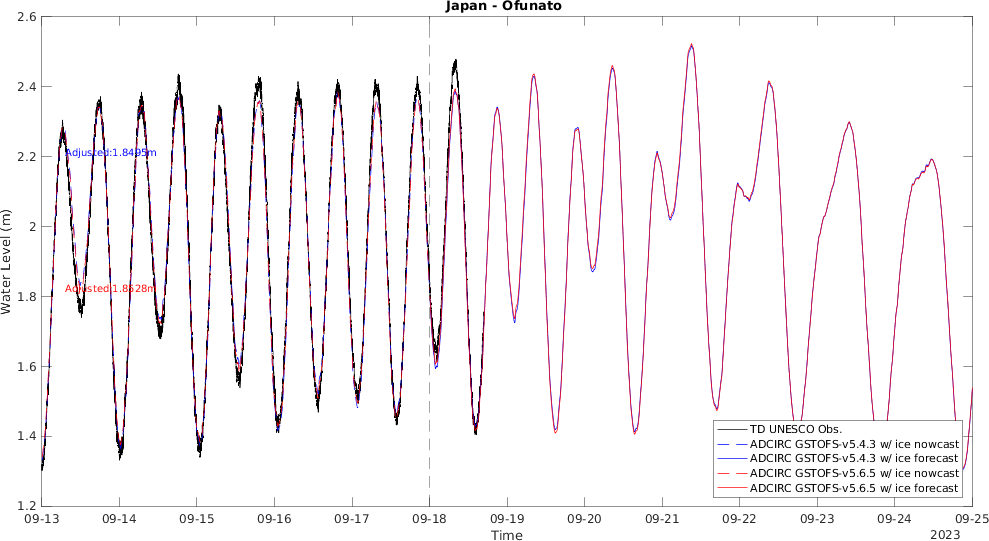 Japan - Ofunato
Water Level (m)
2.6
2.4
2.2
2
1.8
1.6
1.4
1.2
Adjusted:1.8495m
Adjusted:1.8528m
TD UNESCO Obs.
ADCIRC GSTOFS-v5.4.3 w/ ice nowcast
ADCIRC GSTOFS-v5.4.3 w/ ice forecast
ADCIRC GSTOFS-v5.6.5 w/ ice nowcast
ADCIRC GSTOFS-v5.6.5 w/ ice forecast
09-13 09-14 09-15 09-16 09-17 09-18 09-19 09-20 09-21 09-22 09-23 09-24 09-25
Time
2023